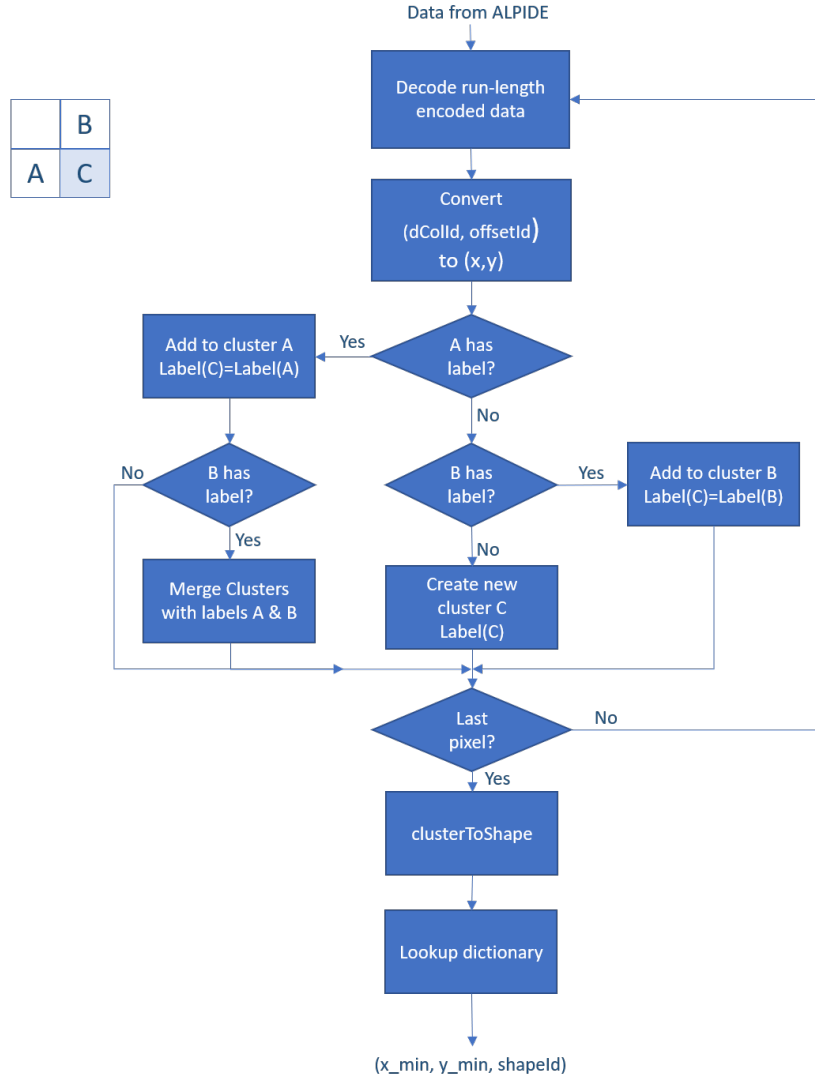 Data from ALPIDE
Decode run-length
encoded data
B
A C
Convert
(dColId, offsetId)
to (x,y)
Add to cluster A
Label(C)=Label(A)
Yes
A has
label?
No
No
B has
label?
B has
label?
Yes
Add to cluster B
Label(C)=Label(B)
Yes
No
Merge Clusters
with labels A & B
Create new
cluster C
Label(C)
Last
pixel?
No
Yes
clusterToShape
Lookup dictionary
(x_min, y_min, shapeId)